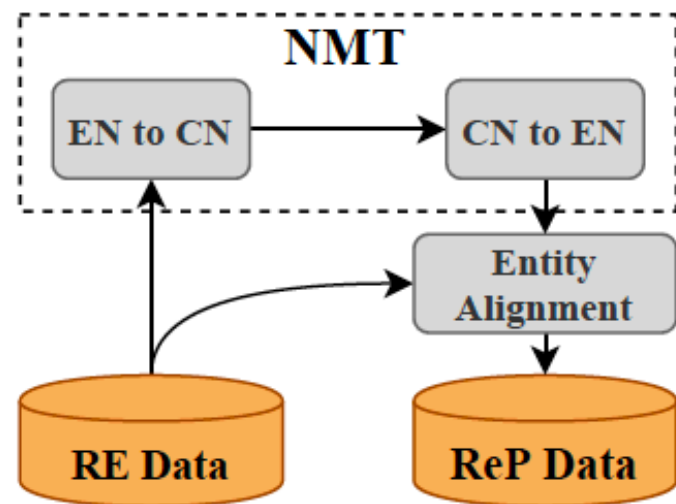 NMT
EN to CN
CN to EN
Entity
Alignment
RE Data
ReP Data